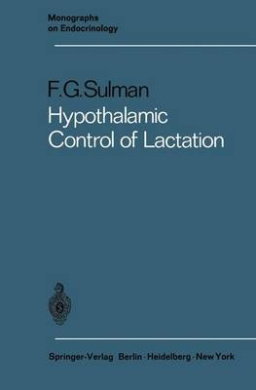 Monographs
on Endocrinology
F.G.Sulman
Hypothalamic
Control of Lactation
Springer-Verlag Berlin · Heidelberg · New York